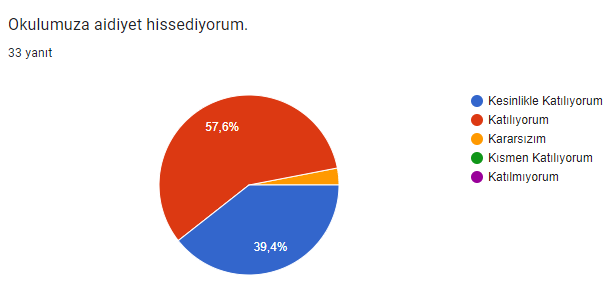 Okulumuza aidiyet hissediyorum.
33 yanıt
57,6%
39,4%
Kesinlikle Katılıyorum
Katılıyorum
Kararsızım
Kısmen Katılıyorum
Katılmıyorum